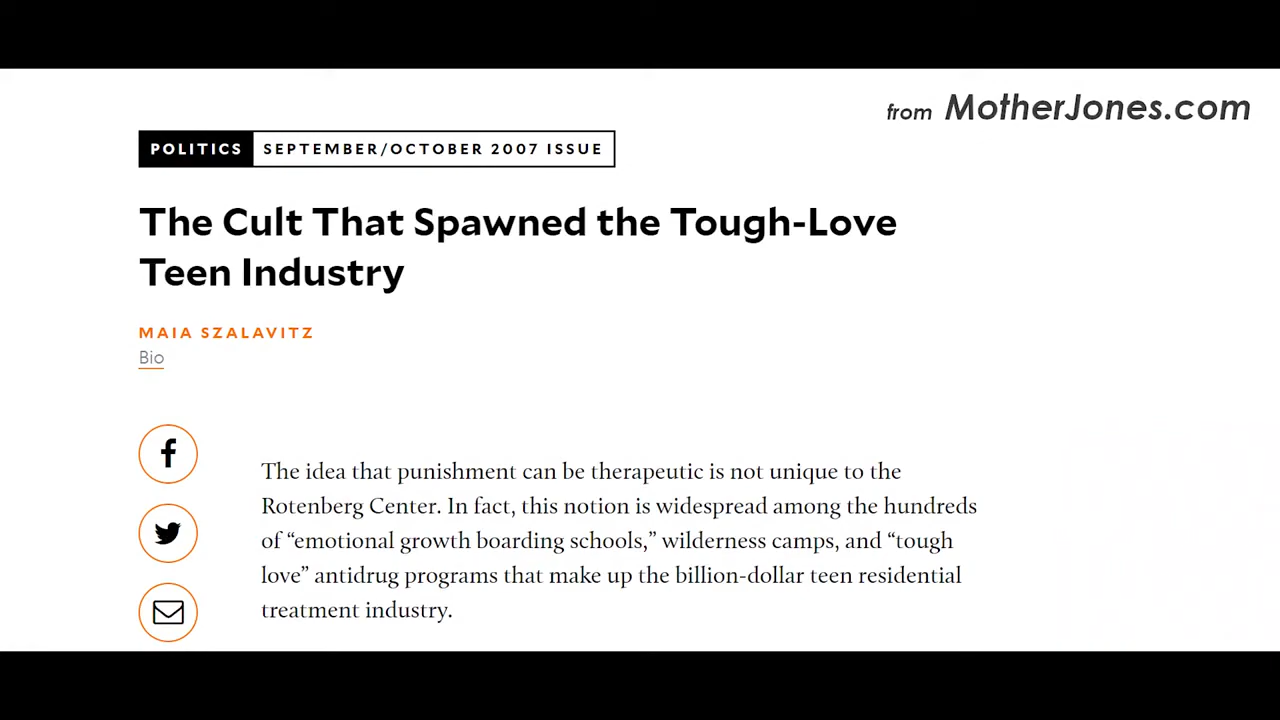 from MotherJones.com
POLITICS SEPTEMBER/OCTOBER 2007 ISSUE
The Cult That Spawned the Tough-Love
Teen Industry
MAIA SZALAVITZ
Bio
The idea that punishment can be therapeutic is not unique to the
Rotenberg Center. In fact, this notion is widespread among the hundreds
of “emotional growth boarding schools,” wilderness camps, and “tough
love” antidrug programs that make up the billion-dollar teen residential
treatment industry.